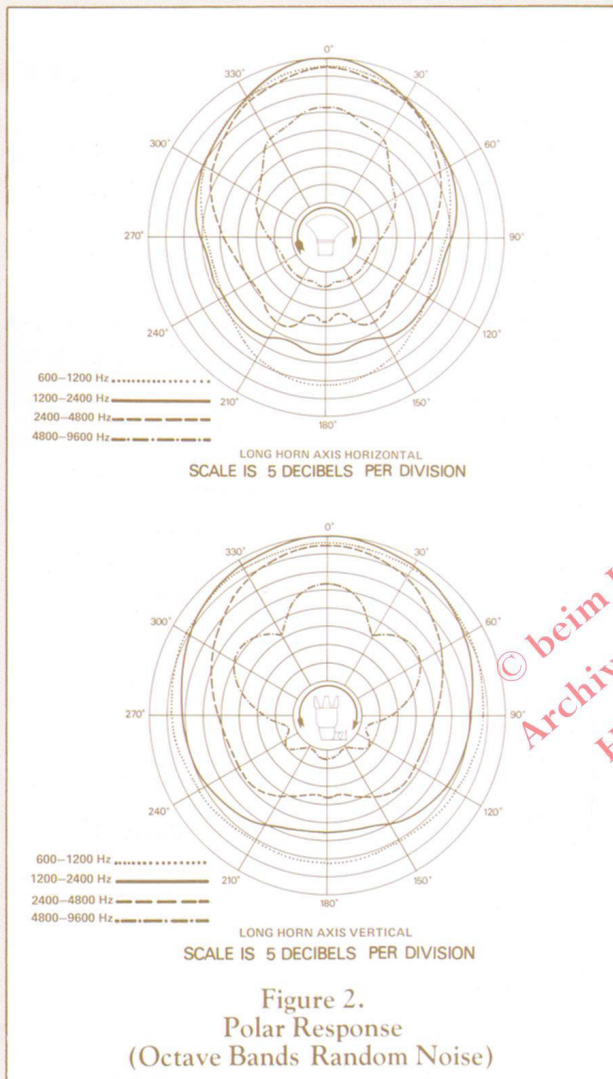 0°
330° 30°
300° 60°
270° 90°
240° 120°
210° 150°
180°
600–1200 Hz
1200–2400 Hz
2400–4800 Hz
4800–9600 Hz
LONG HORN AXIS HORIZONTAL
SCALE IS 5 DECIBELS PER DIVISION
0°
330° 30°
300° 60°
270° 90°
240° 120°
210° 150°
180°
600–1200 Hz
1200–2400 Hz
2400–4800 Hz
4800–9600 Hz
LONG HORN AXIS VERTICAL
SCALE IS 5 DECIBELS PER DIVISION
© beim
Archiv
Figure 2.
Polar Response
(Octave Bands Random Noise)